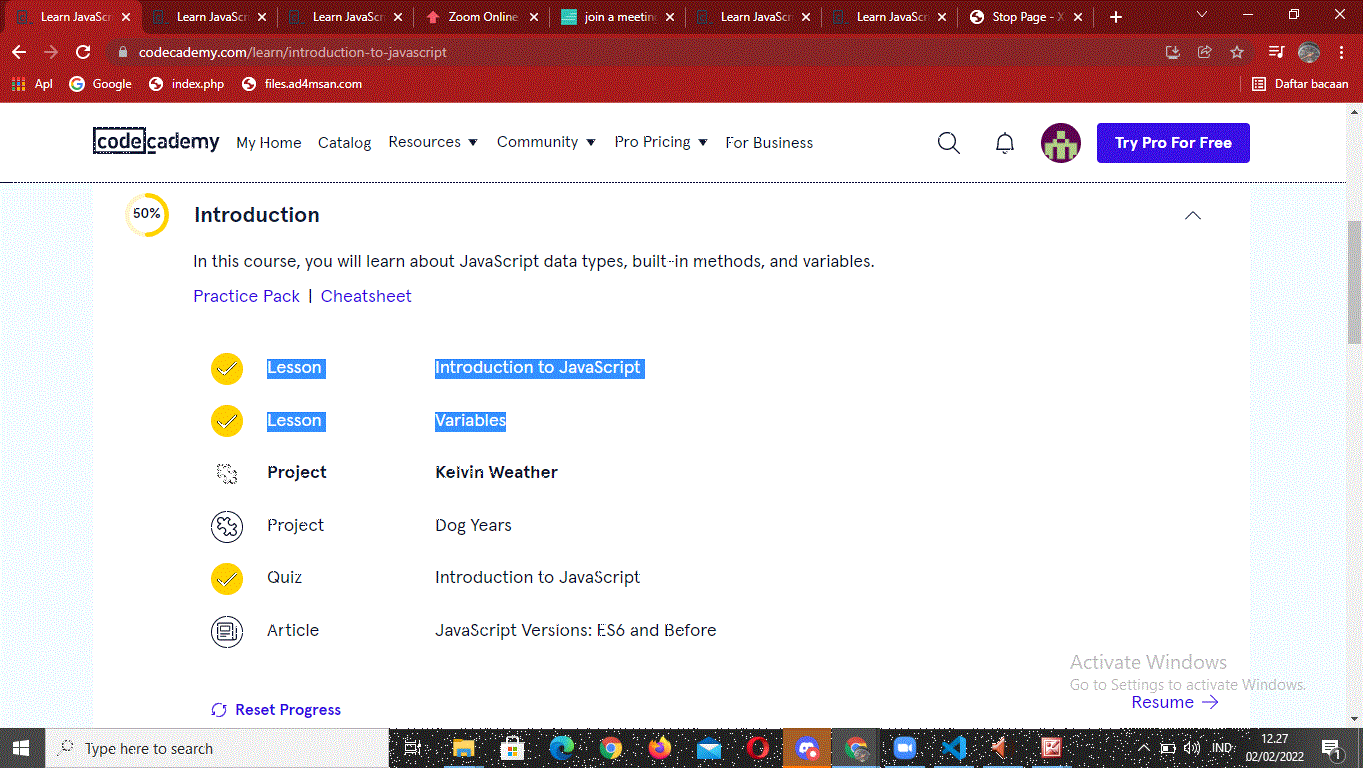 Learn JavaScr
Learn JavaScr
Learn JavaScr
Zoom Online
join a meeting
Learn JavaScr
Learn JavaScr
Stop Page - X
codecademy.com/learn/introduction-to-javascript
Apl
Google
index.php
files.ad4msan.com
Daftar bacaan
codecademy
My Home
Catalog
Resources
Community
Pro Pricing
For Business
Try Pro For Free
50%
Introduction
In this course, you will learn about JavaScript data types, built-in methods, and variables.
Practice Pack | Cheatsheet
Lesson Introduction to JavaScript
Lesson Variables
Project Kelvin Weather
Project Dog Years
Quiz Introduction to JavaScript
Article JavaScript Versions: ES6 and Before
Activate Windows
Go to Settings to activate Windows.
Resume
Reset Progress
Type here to search
IND
12.27
02/02/2022
1